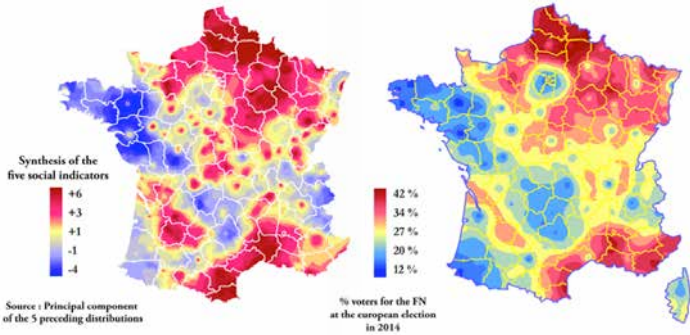 Synthesis of the
five social indicators
+6
+3
+1
-1
-4
Source : Principal component
of the 5 preceding distributions
42 %
34 %
27 %
20 %
12 %
% voters for the FN
at the european election
in 2014